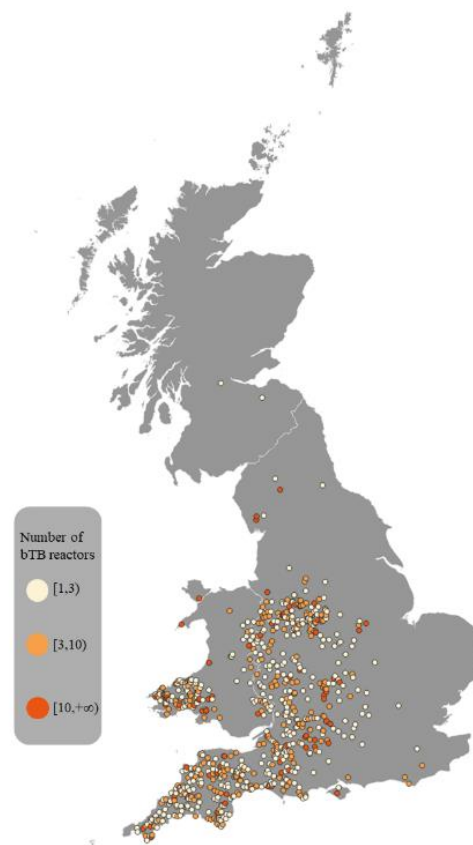 Number of
bTB reactors
[1,3)
[3,10)
[10,+∞)